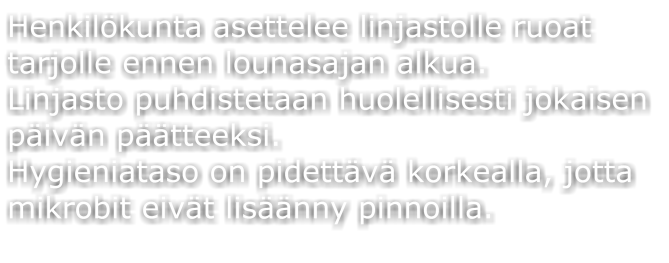 Henkilökunta asettelee linjastolle ruoat
tarjolle ennen lounasajan alkua.
Linjasto puhdistetaan huolellisesti jokaisen
päivän päätteeksi.
Hygieniataso on pidettävä korkealla, jotta
mikrobit eivät lisäänny pinnoilla.